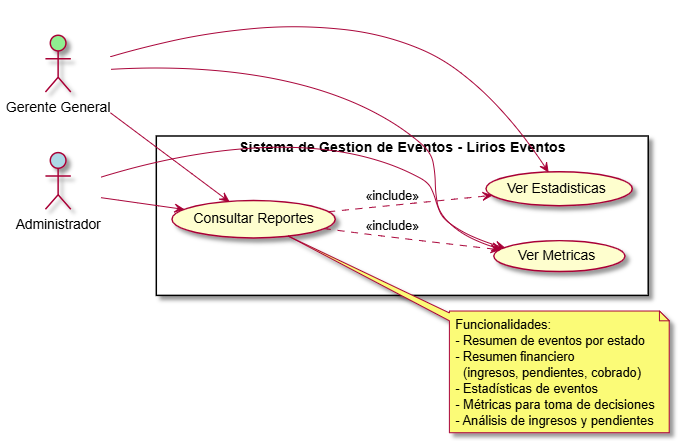 Gerente General
Administrador
Sistema de Gestion de Eventos - Lirios Eventos
Consultar Reportes
«include»
«include»
Ver Estadisticas
Ver Metricas
Funcionalidades:
- Resumen de eventos por estado
- Resumen financiero
(ingresos, pendientes, cobrado)
- Estadísticas de eventos
- Métricas para toma de decisiones
- Análisis de ingresos y pendientes